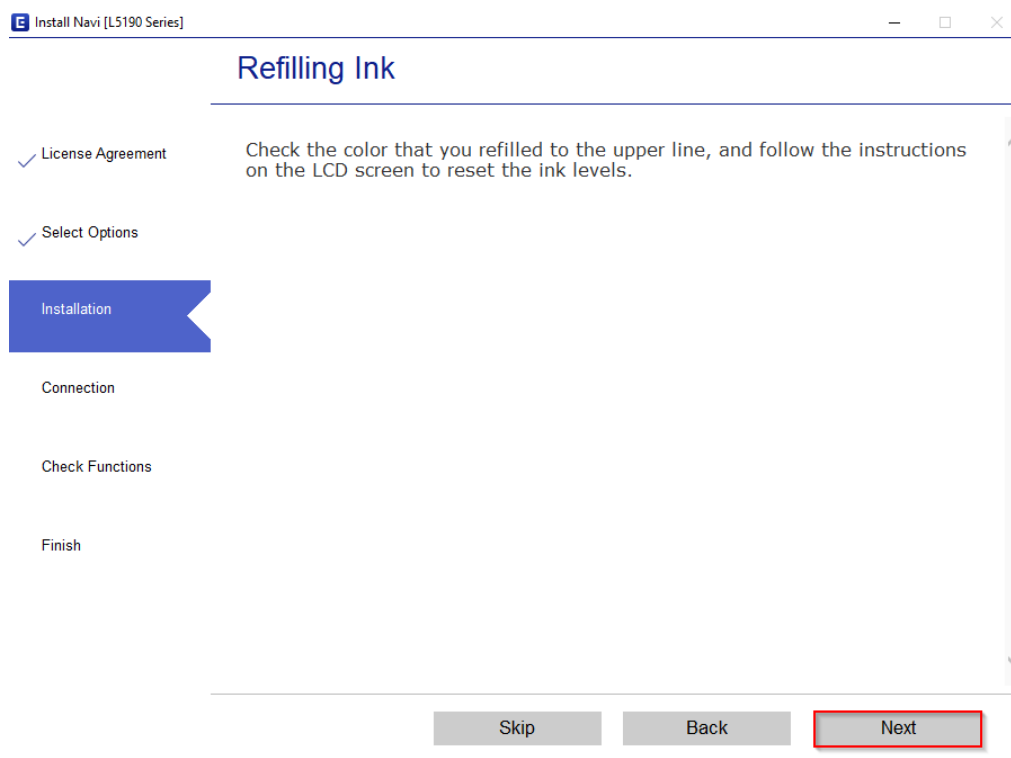 Install Navi [L5190 Series]
Refilling Ink
License Agreement
Select Options
Installation
Connection
Check Functions
Finish
Check the color that you refilled to the upper line, and follow the instructions
on the LCD screen to reset the ink levels.
Skip
Back
Next